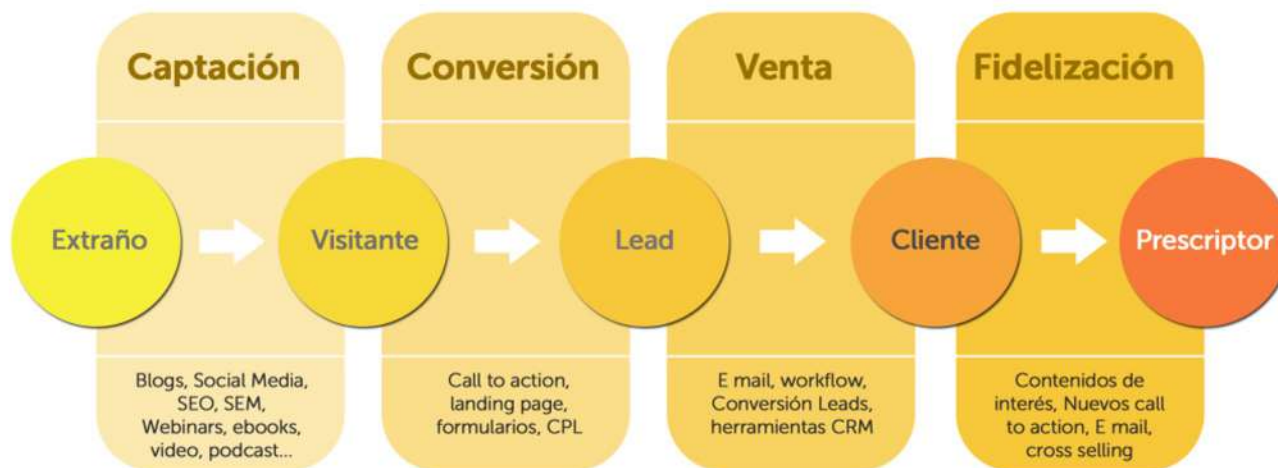 Captación
Conversión
Venta
Fidelización
Extraño
Visitante
Lead
Cliente
Prescriptor
Blogs, Social Media,
SEO, SEM,
Webinars, ebooks,
video, podcast...
Call to action,
landing page,
formularios, CPL
E mail, workflow,
Conversión Leads,
herramientas CRM
Contenidos de
interés, Nuevos call
to action, E mail,
cross selling